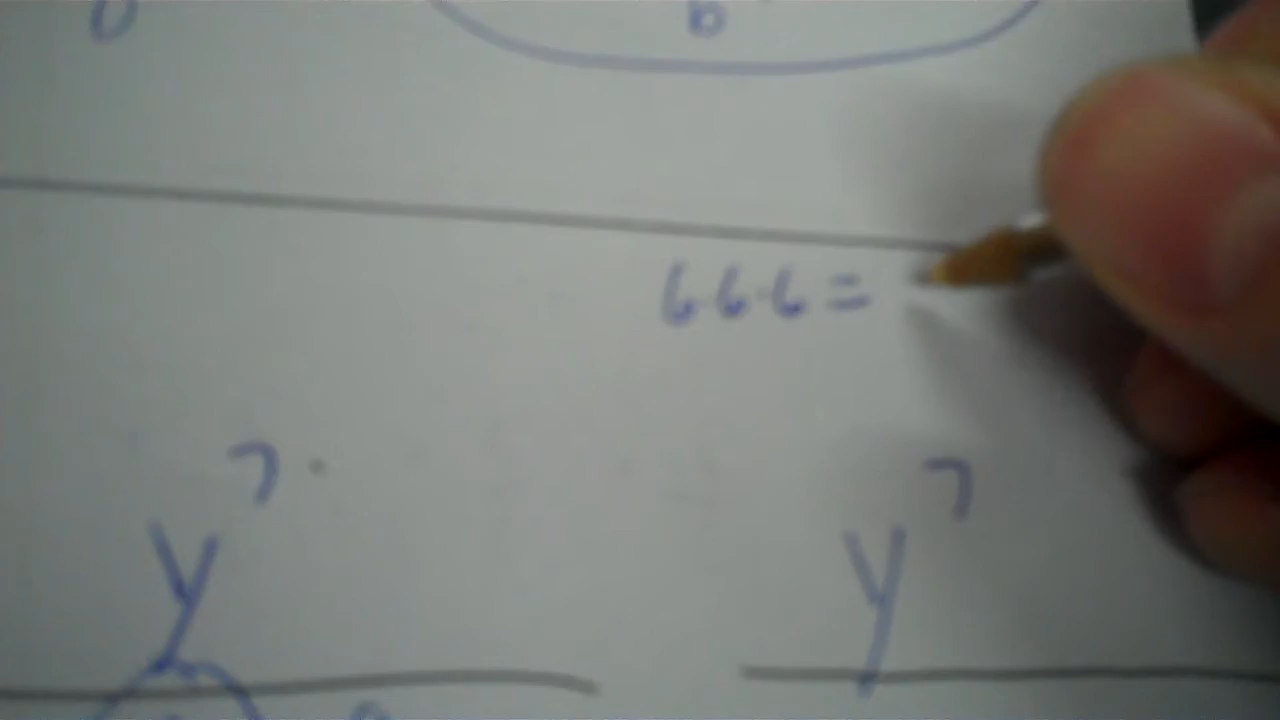 b
6·6·6 =
y⁷ y⁷